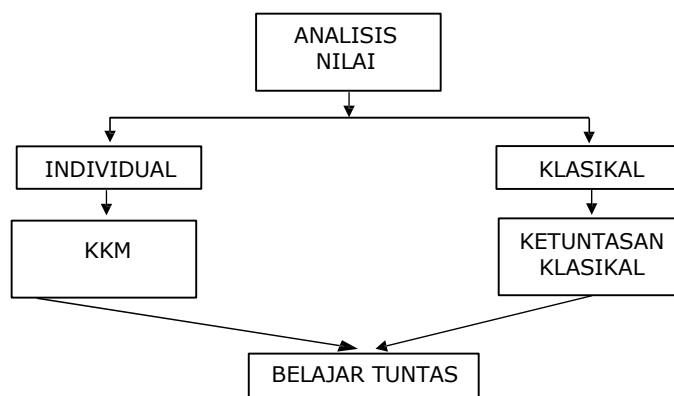 ANALISIS
NILAI
INDIVIDUAL
KLASIKAL
KKM
KETUNTASAN
KLASIKAL
BELAJAR TUNTAS